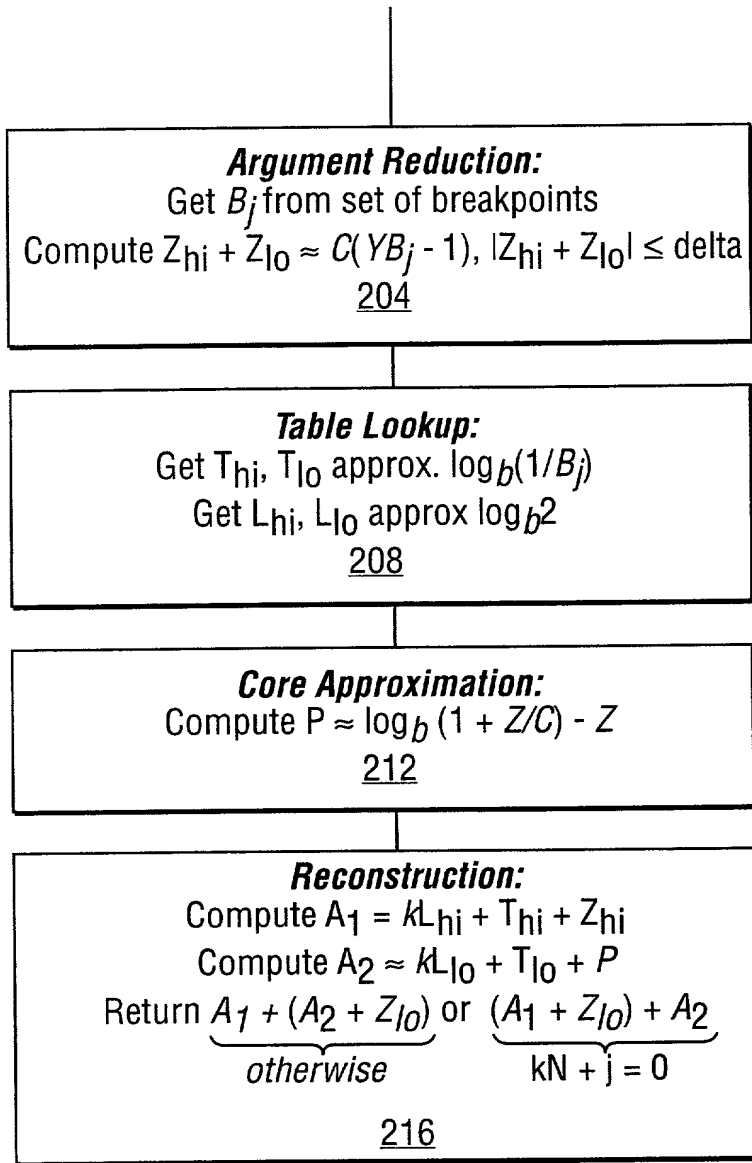 Argument Reduction:
Get Bj from set of breakpoints
Compute Zhi + Zlo ≈ C(YBj - 1), |Zhi + Zlo| ≤ delta
204
Table Lookup:
Get Thi, Tlo approx. logb(1/Bj)
Get Lhi, Llo approx logb2
208
Core Approximation:
Compute P ≈ logb (1 + Z/C) - Z
212
Reconstruction:
Compute A1 = kLhi + Thi + Zhi
Compute A2 ≈ kLlo + Tlo + P
Return A1 + (A2 + Zlo) or (A1 + Zlo) + A2
otherwise kN + j = 0
216